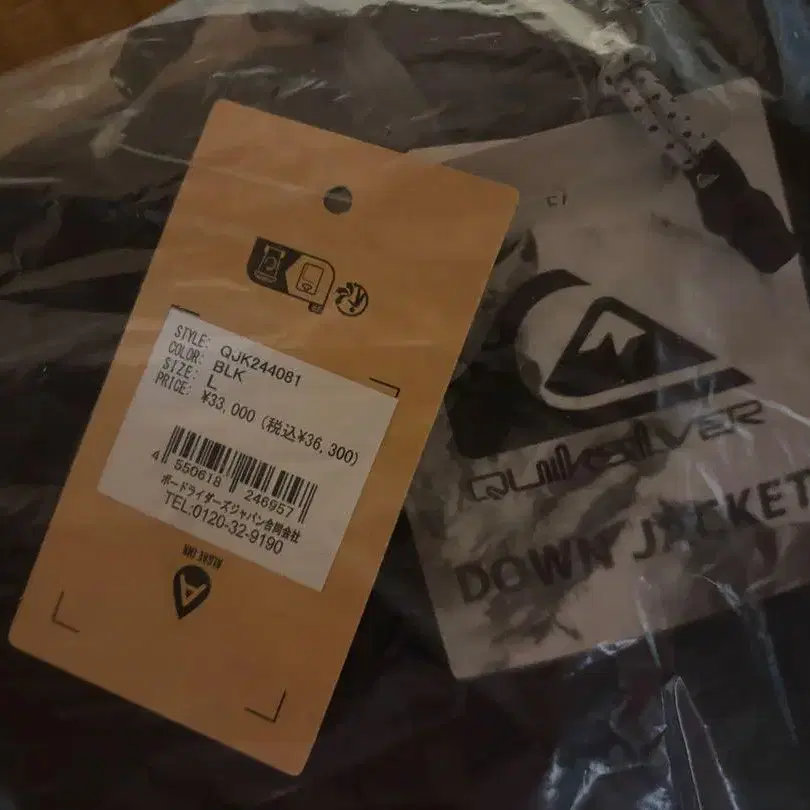 STYLE: QJK244081
COLOR: BLK
SIZE: L
PRICE: ¥33,000 (税込¥36,300)
4 550618 246957
ボードライダーズジャパン合同会社
TEL:0120-32-9190
ALGAE-INK
QUIKSILVER
DOWN JACKET